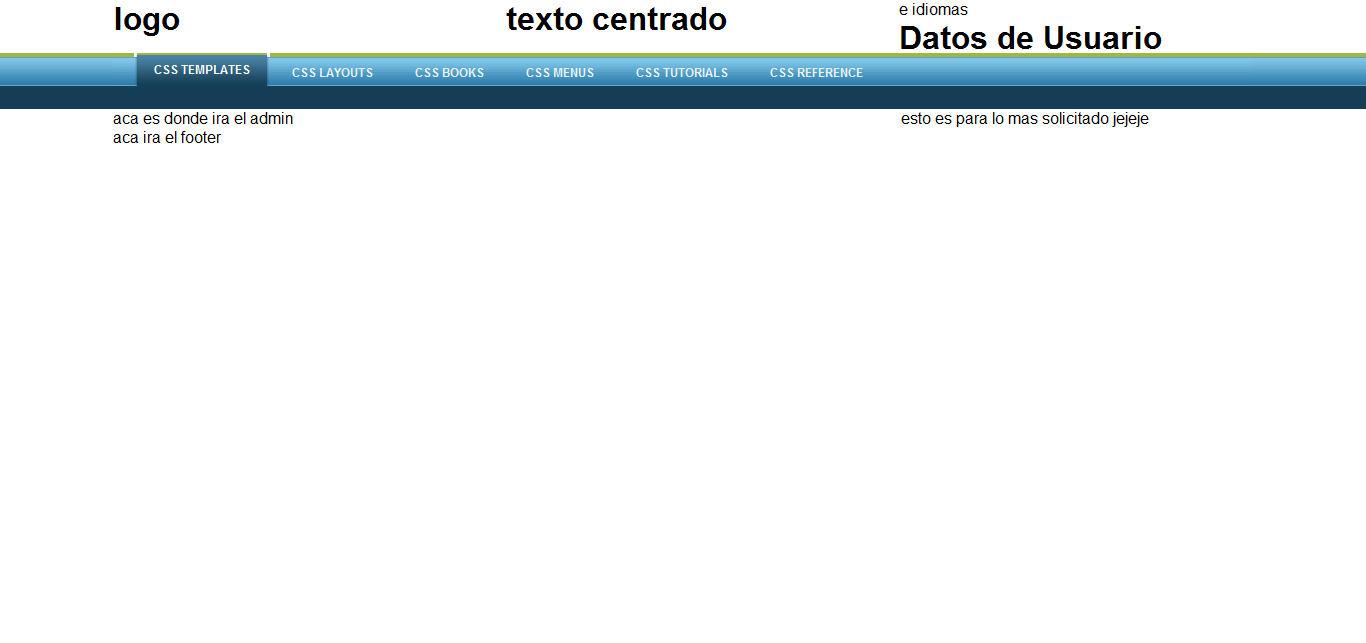 logo
texto centrado
e idiomas
Datos de Usuario
CSS TEMPLATES
CSS LAYOUTS
CSS BOOKS
CSS MENUS
CSS TUTORIALS
CSS REFERENCE
aca es donde ira el admin
esto es para lo mas solicitado jejeje
aca ira el footer